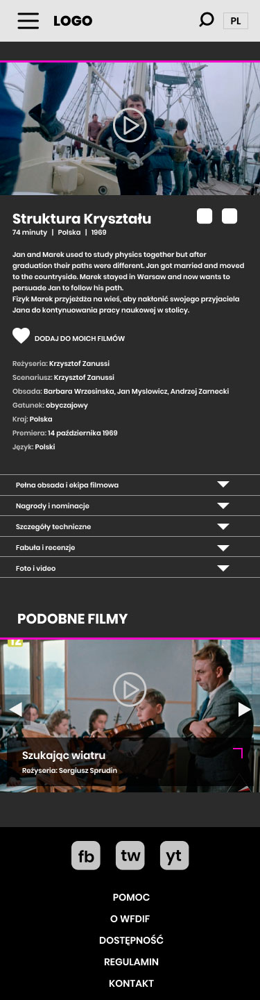 LOGO
PL
Struktura Kryształu
74 minuty | Polska | 1969
Jan and Marek used to study physics together but after
graduation their paths were different. Jan got married and moved
to the countryside. Marek stayed in Warsaw and now wants to
persuade Jan to follow his path.
Fizyk Marek przyjeżdża na wieś, aby nakłonić swojego przyjaciela
Jana do kontynuowania pracy naukowej w stolicy.
DODAJ DO MOICH FILMÓW
Reżyseria: Krzysztof Zanussi
Scenariusz: Krzysztof Zanussi
Obsada: Barbara Wrzesinska, Jan Myslowicz, Andrzej Zarnecki
Gatunek: obyczajowy
Kraj: Polska
Premiera: 14 października 1969
Język: Polski
Pełna obsada i ekipa filmowa
Nagrody i nominacje
Szczegóły techniczne
Fabuła i recenzje
Foto i video
PODOBNE FILMY
Szukając wiatru
Reżyseria: Sergiusz Sprudin
fb tw yt
POMOC
O WFDIF
DOSTĘPNOŚĆ
REGULAMIN
KONTAKT